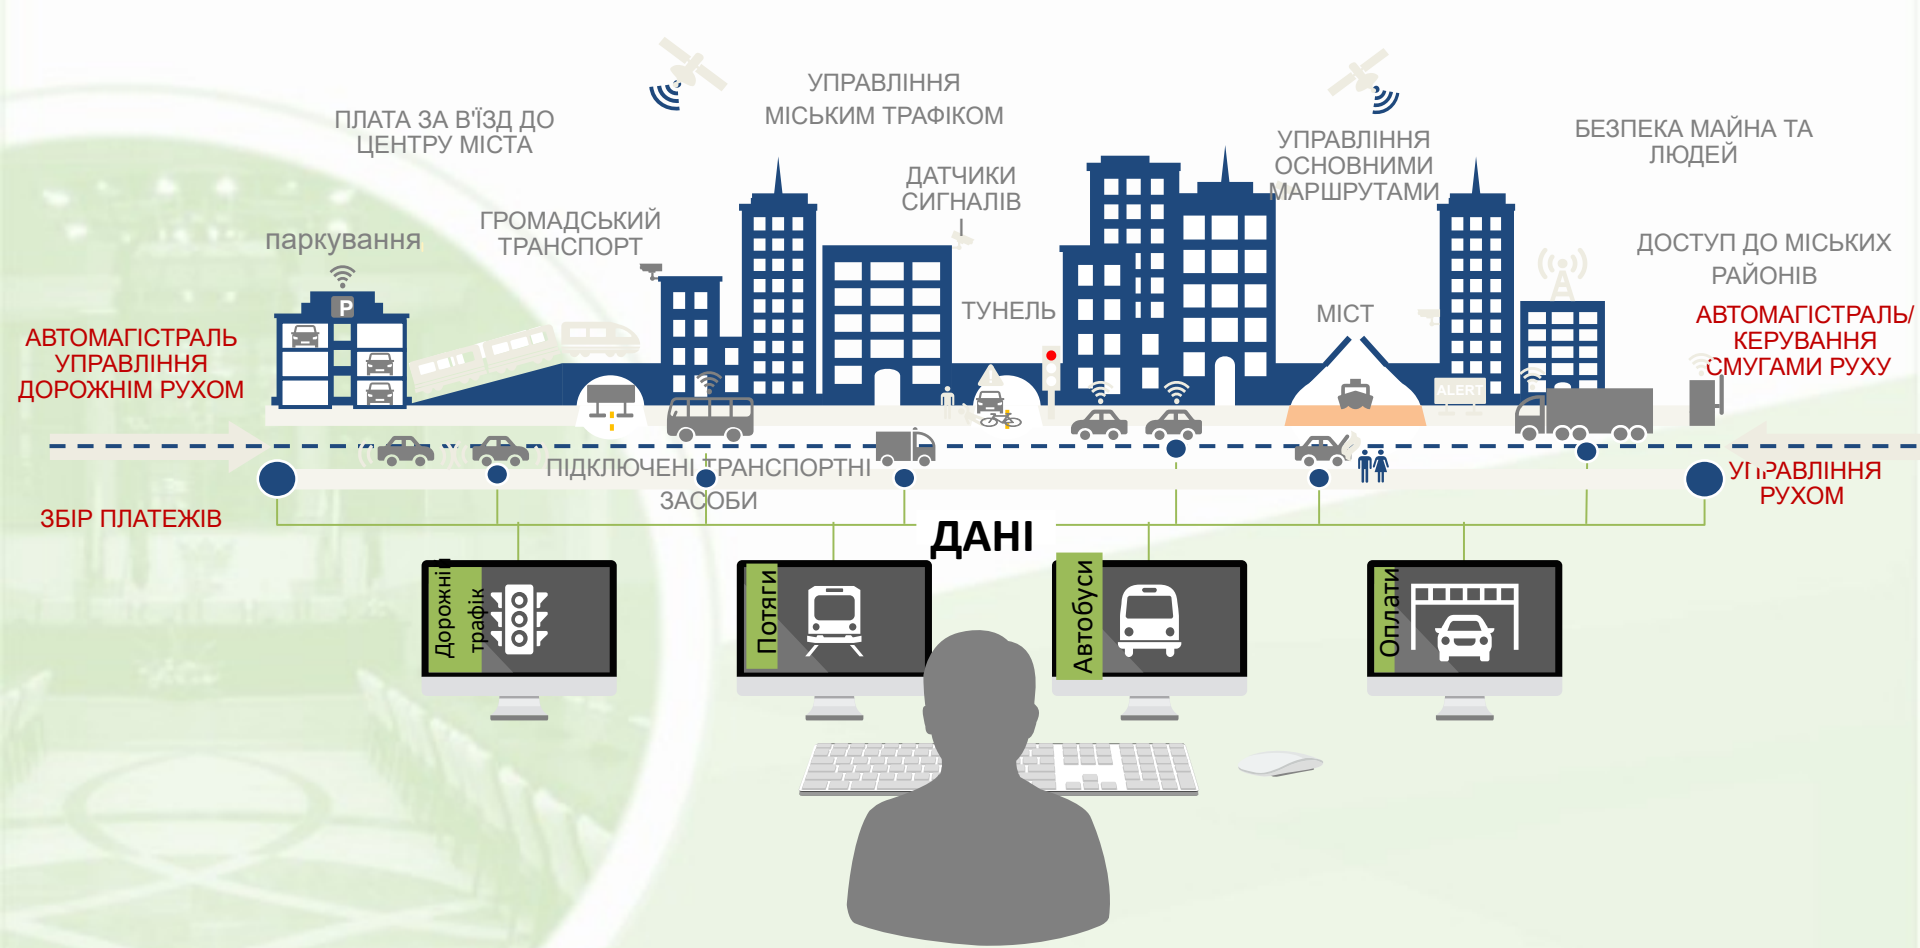 УПРАВЛІННЯ
МІСЬКИМ ТРАФІКОМ
ПЛАТА ЗА В'ЇЗД ДО
ЦЕНТРУ МІСТА
УПРАВЛІННЯ
ОСНОВНИМИ
МАРШРУТАМИ
БЕЗПЕКА МАЙНА ТА
ЛЮДЕЙ
ДАТЧИКИ
СИГНАЛІВ
ГРОМАДСЬКИЙ
ТРАНСПОРТ
паркування
ДОСТУП ДО МІСЬКИХ
РАЙОНІВ
P
ТУНЕЛЬ
МІСТ
АВТОМАГІСТРАЛЬ
УПРАВЛІННЯ
ДОРОЖНІМ РУХОМ
АВТОМАГІСТРАЛЬ/
КЕРУВАННЯ
СМУГАМИ РУХУ
ALERT
ПІДКЛЮЧЕНІ ТРАНСПОРТНІ
ЗАСОБИ
УПРАВЛІННЯ
РУХОМ
ЗБІР ПЛАТЕЖІВ
ДАНІ
Дорожній
трафік
Потяги
Автобуси
Оплати